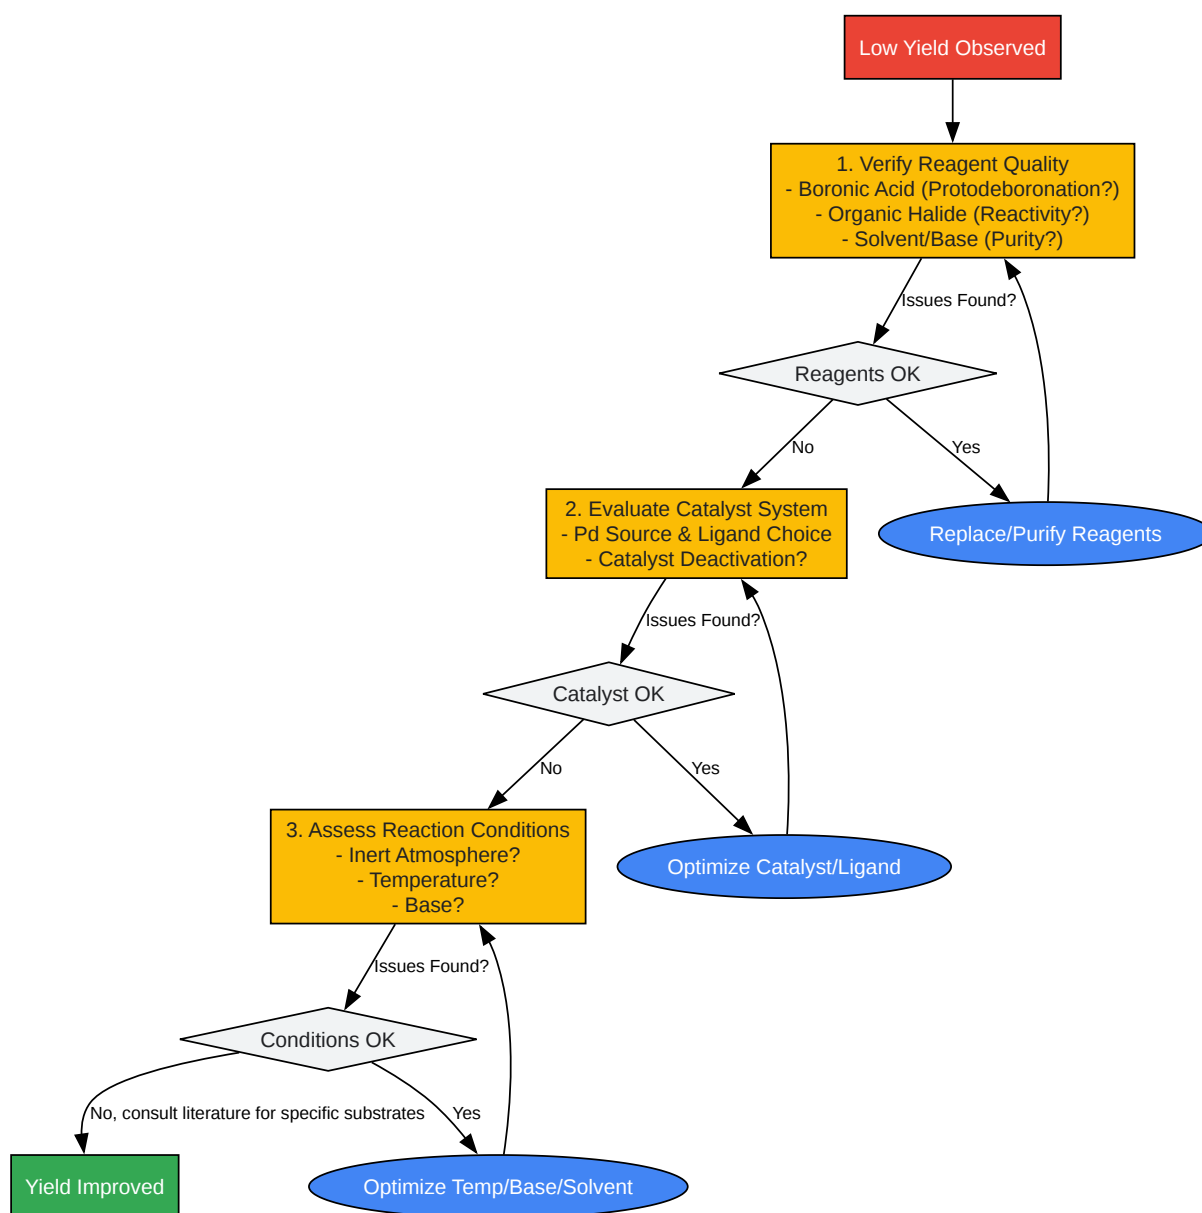 Low Yield Observed
1. Verify Reagent Quality
- Boronic Acid (Protodeboronation?)
- Organic Halide (Reactivity?)
- Solvent/Base (Purity?)
Issues Found?
Reagents OK
No
Yes
2. Evaluate Catalyst System
- Pd Source & Ligand Choice
- Catalyst Deactivation?
Replace/Purify Reagents
Issues Found?
Catalyst OK
No
Yes
3. Assess Reaction Conditions
- Inert Atmosphere?
- Temperature?
- Base?
Optimize Catalyst/Ligand
Issues Found?
Conditions OK
No, consult literature for specific substrates
Yes
Yield Improved
Optimize Temp/Base/Solvent